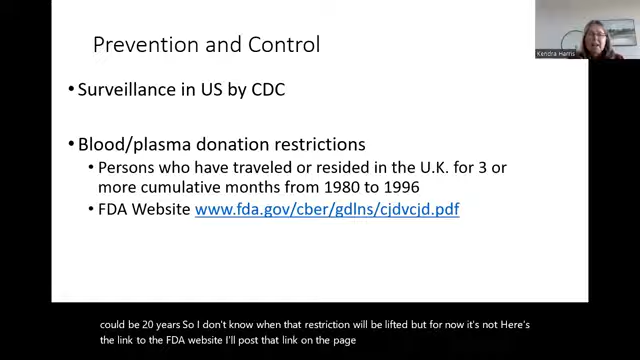 Prevention and Control
Kendra Harris
•Surveillance in US by CDC
•Blood/plasma donation restrictions
• Persons who have traveled or resided in the U.K. for 3 or
more cumulative months from 1980 to 1996
• FDA Website www.fda.gov/cber/gdlns/cjdvcjd.pdf
could be 20 years So I don't know when that restriction will be lifted but for now it's not Here's
the link to the FDA website I'll post that link on the page